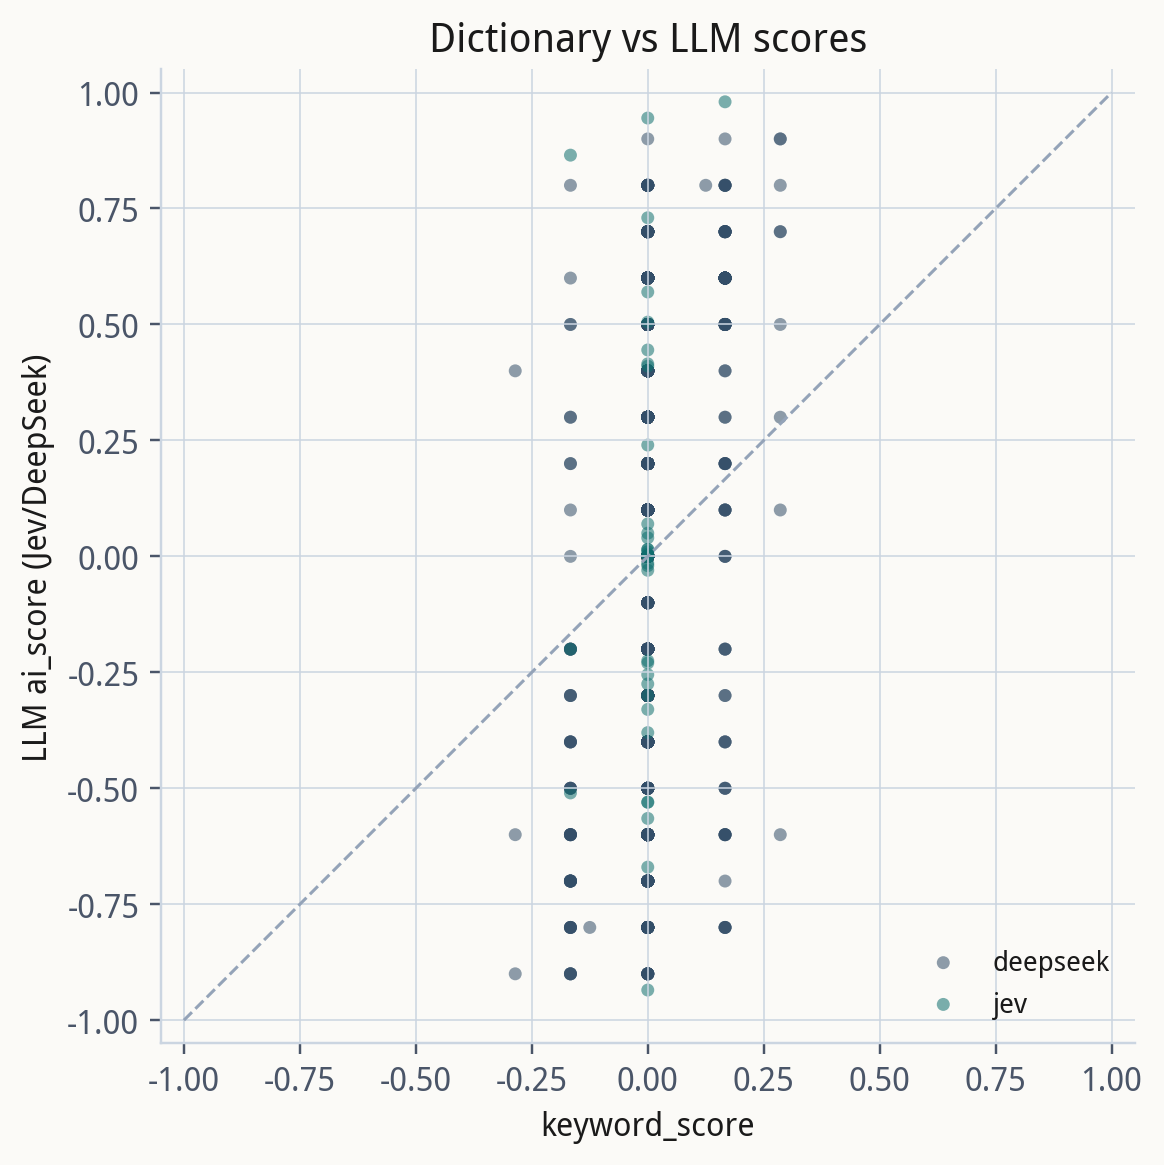 Dictionary vs LLM scores
1.00
0.75
0.50
0.25
0.00
-0.25
-0.50
-0.75
-1.00
LLM ai_score (Jev/DeepSeek)
deepseek
jev
-1.00 -0.75 -0.50 -0.25 0.00 0.25 0.50 0.75 1.00
keyword_score